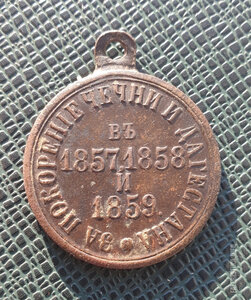 ЗА ПОКОРЕНІЕ ЧЕЧНИ И ДАГЕСТАНА
ВЪ
1857 1858
И
1859.